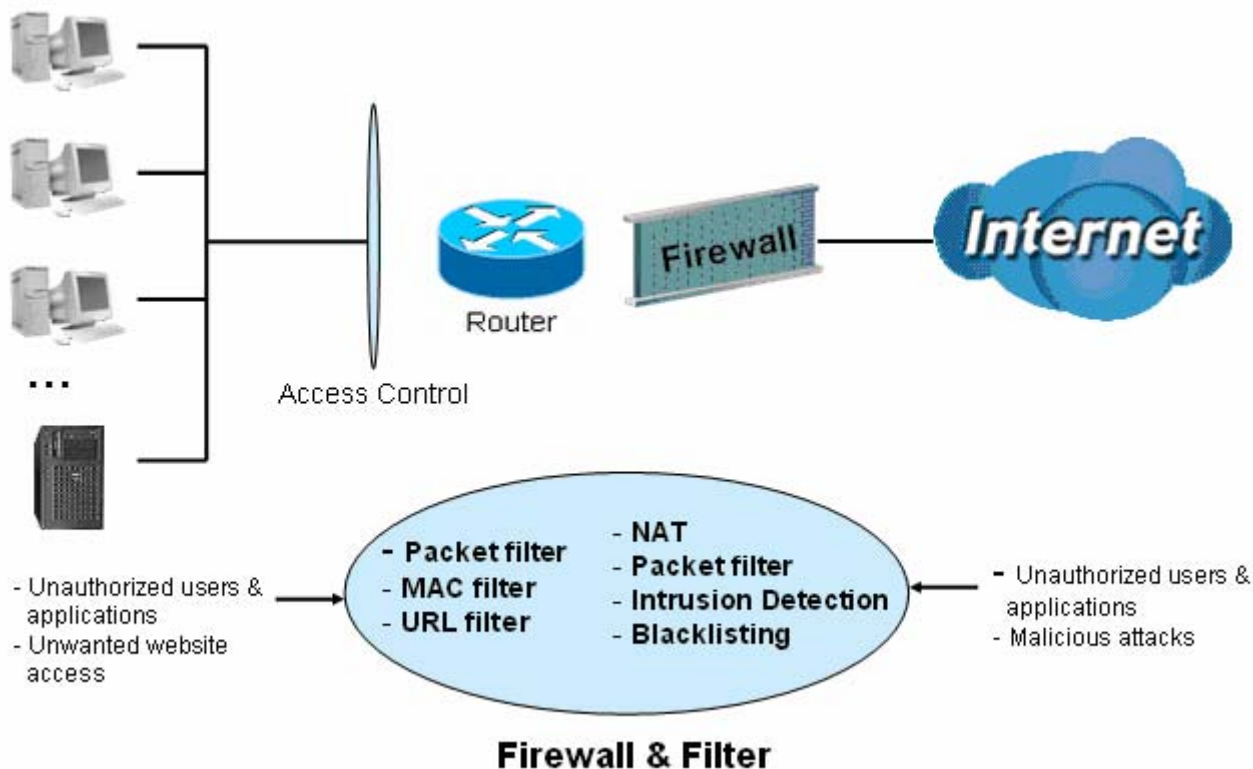 Firewall
Internet
Router
Access Control
...
- Packet filter
- MAC filter
- URL filter
- NAT
- Packet filter
- Intrusion Detection
- Blacklisting
- Unauthorized users &
applications
- Unwanted website
access
- Unauthorized users &
applications
- Malicious attacks
Firewall & Filter